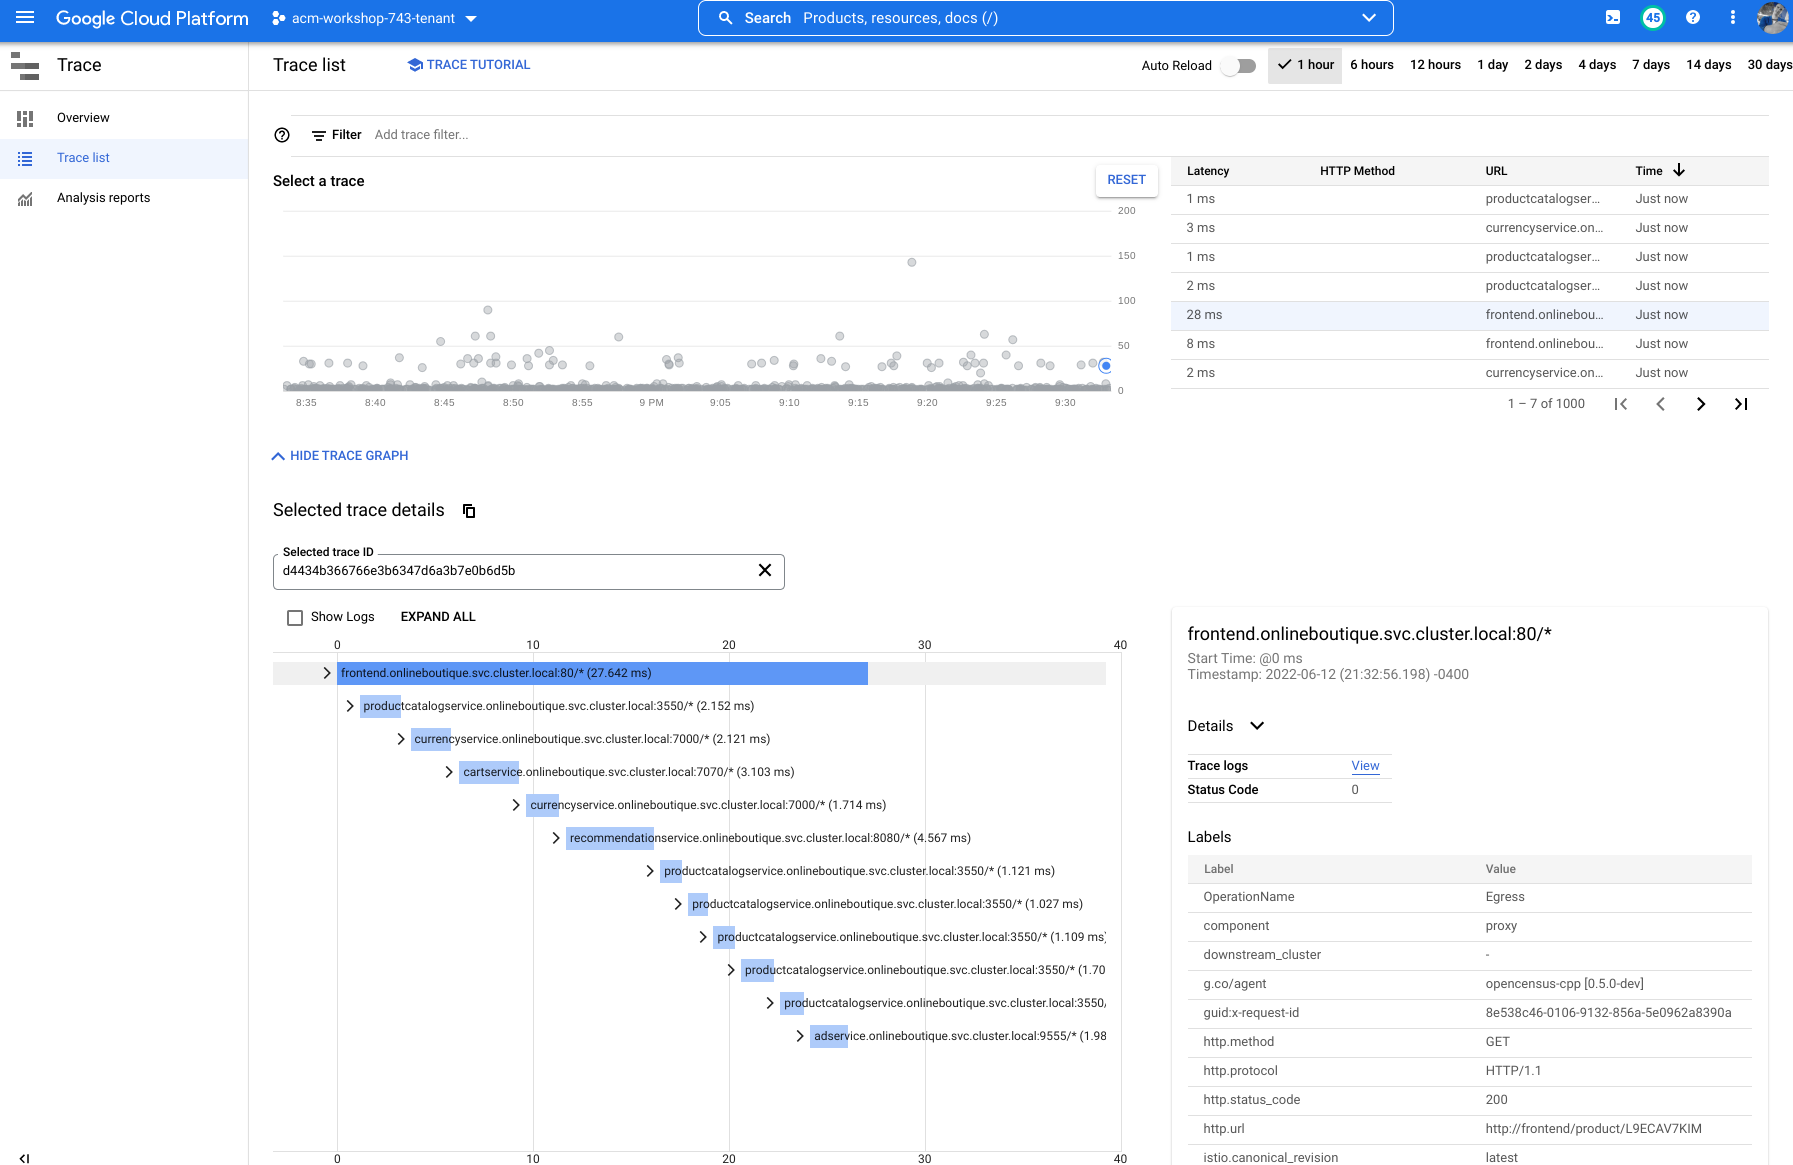 Google Cloud Platform
acm-workshop-743-tenant
Search Products, resources, docs (/)
45
Trace
Trace list
TRACE TUTORIAL
Auto Reload
1 hour
6 hours
12 hours
1 day
2 days
4 days
7 days
14 days
30 days
Overview
Trace list
Analysis reports
Filter Add trace filter...
Select a trace
RESET
200
150
100
50
0
8:35 8:40 8:45 8:50 8:55 9 PM 9:05 9:10 9:15 9:20 9:25 9:30
Latency HTTP Method URL Time
1 ms productcatalogser... Just now
3 ms currencyservice.on... Just now
1 ms productcatalogser... Just now
2 ms productcatalogser... Just now
28 ms frontend.onlinebou... Just now
8 ms frontend.onlinebou... Just now
2 ms currencyservice.on... Just now
1 – 7 of 1000
HIDE TRACE GRAPH
Selected trace details
Selected trace ID
d4434b366766e3b6347d6a3b7e0b6d5b
Show Logs
EXPAND ALL
0 10 20 30 40
frontend.onlineboutique.svc.cluster.local:80/* (27.642 ms)
productcatalogservice.onlineboutique.svc.cluster.local:3550/* (2.152 ms)
currencyservice.onlineboutique.svc.cluster.local:7000/* (2.121 ms)
cartservice.onlineboutique.svc.cluster.local:7070/* (3.103 ms)
currencyservice.onlineboutique.svc.cluster.local:7000/* (1.714 ms)
recommendationservice.onlineboutique.svc.cluster.local:8080/* (4.567 ms)
productcatalogservice.onlineboutique.svc.cluster.local:3550/* (1.121 ms)
productcatalogservice.onlineboutique.svc.cluster.local:3550/* (1.027 ms)
productcatalogservice.onlineboutique.svc.cluster.local:3550/* (1.109 ms)
productcatalogservice.onlineboutique.svc.cluster.local:3550/* (1.70
productcatalogservice.onlineboutique.svc.cluster.local:3550/
adservice.onlineboutique.svc.cluster.local:9555/* (1.98
0 10 20 30 40
frontend.onlineboutique.svc.cluster.local:80/*
Start Time: @0 ms
Timestamp: 2022-06-12 (21:32:56.198) -0400
Details
Trace logs View
Status Code 0
Labels
Label Value
OperationName Egress
component proxy
downstream_cluster -
g.co/agent opencensus-cpp [0.5.0-dev]
guid:x-request-id 8e538c46-0106-9132-856a-5e0962a8390a
http.method GET
http.protocol HTTP/1.1
http.status_code 200
http.url http://frontend/product/L9ECAV7KIM
istio.canonical_revision latest